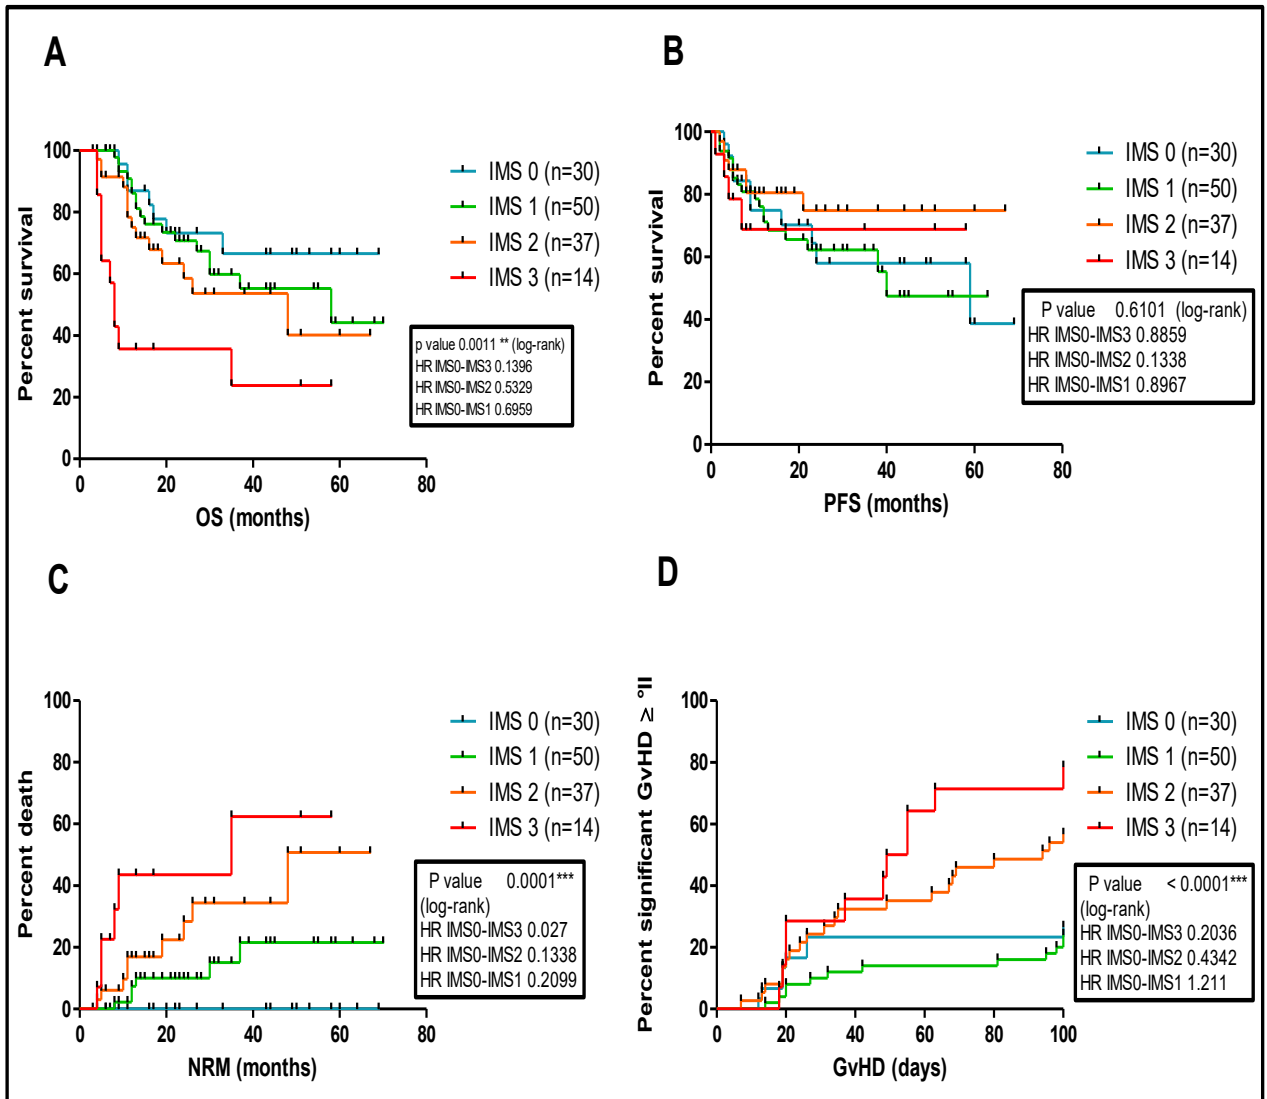 A
Percent survival
100
80
60
40
20
0
0 20 40 60 80
OS (months)
IMS 0 (n=30)
IMS 1 (n=50)
IMS 2 (n=37)
IMS 3 (n=14)
p value 0.0011 ** (log-rank)
HR IMS0-IMS3 0.1396
HR IMS0-IMS2 0.5329
HR IMS0-IMS1 0.6959
B
Percent survival
100
80
60
40
20
0
0 20 40 60 80
PFS (months)
IMS 0 (n=30)
IMS 1 (n=50)
IMS 2 (n=37)
IMS 3 (n=14)
P value 0.6101 (log-rank)
HR IMS0-IMS3 0.8859
HR IMS0-IMS2 0.1338
HR IMS0-IMS1 0.8967
C
Percent death
100
80
60
40
20
0
0 20 40 60 80
NRM (months)
IMS 0 (n=30)
IMS 1 (n=50)
IMS 2 (n=37)
IMS 3 (n=14)
P value 0.0001***
(log-rank)
HR IMS0-IMS3 0.027
HR IMS0-IMS2 0.1338
HR IMS0-IMS1 0.2099
D
Percent significant GvHD ≥ °II
100
80
60
40
20
0
0 20 40 60 80 100
GvHD (days)
IMS 0 (n=30)
IMS 1 (n=50)
IMS 2 (n=37)
IMS 3 (n=14)
P value < 0.0001***
(log-rank)
HR IMS0-IMS3 0.2036
HR IMS0-IMS2 0.4342
HR IMS0-IMS1 1.211